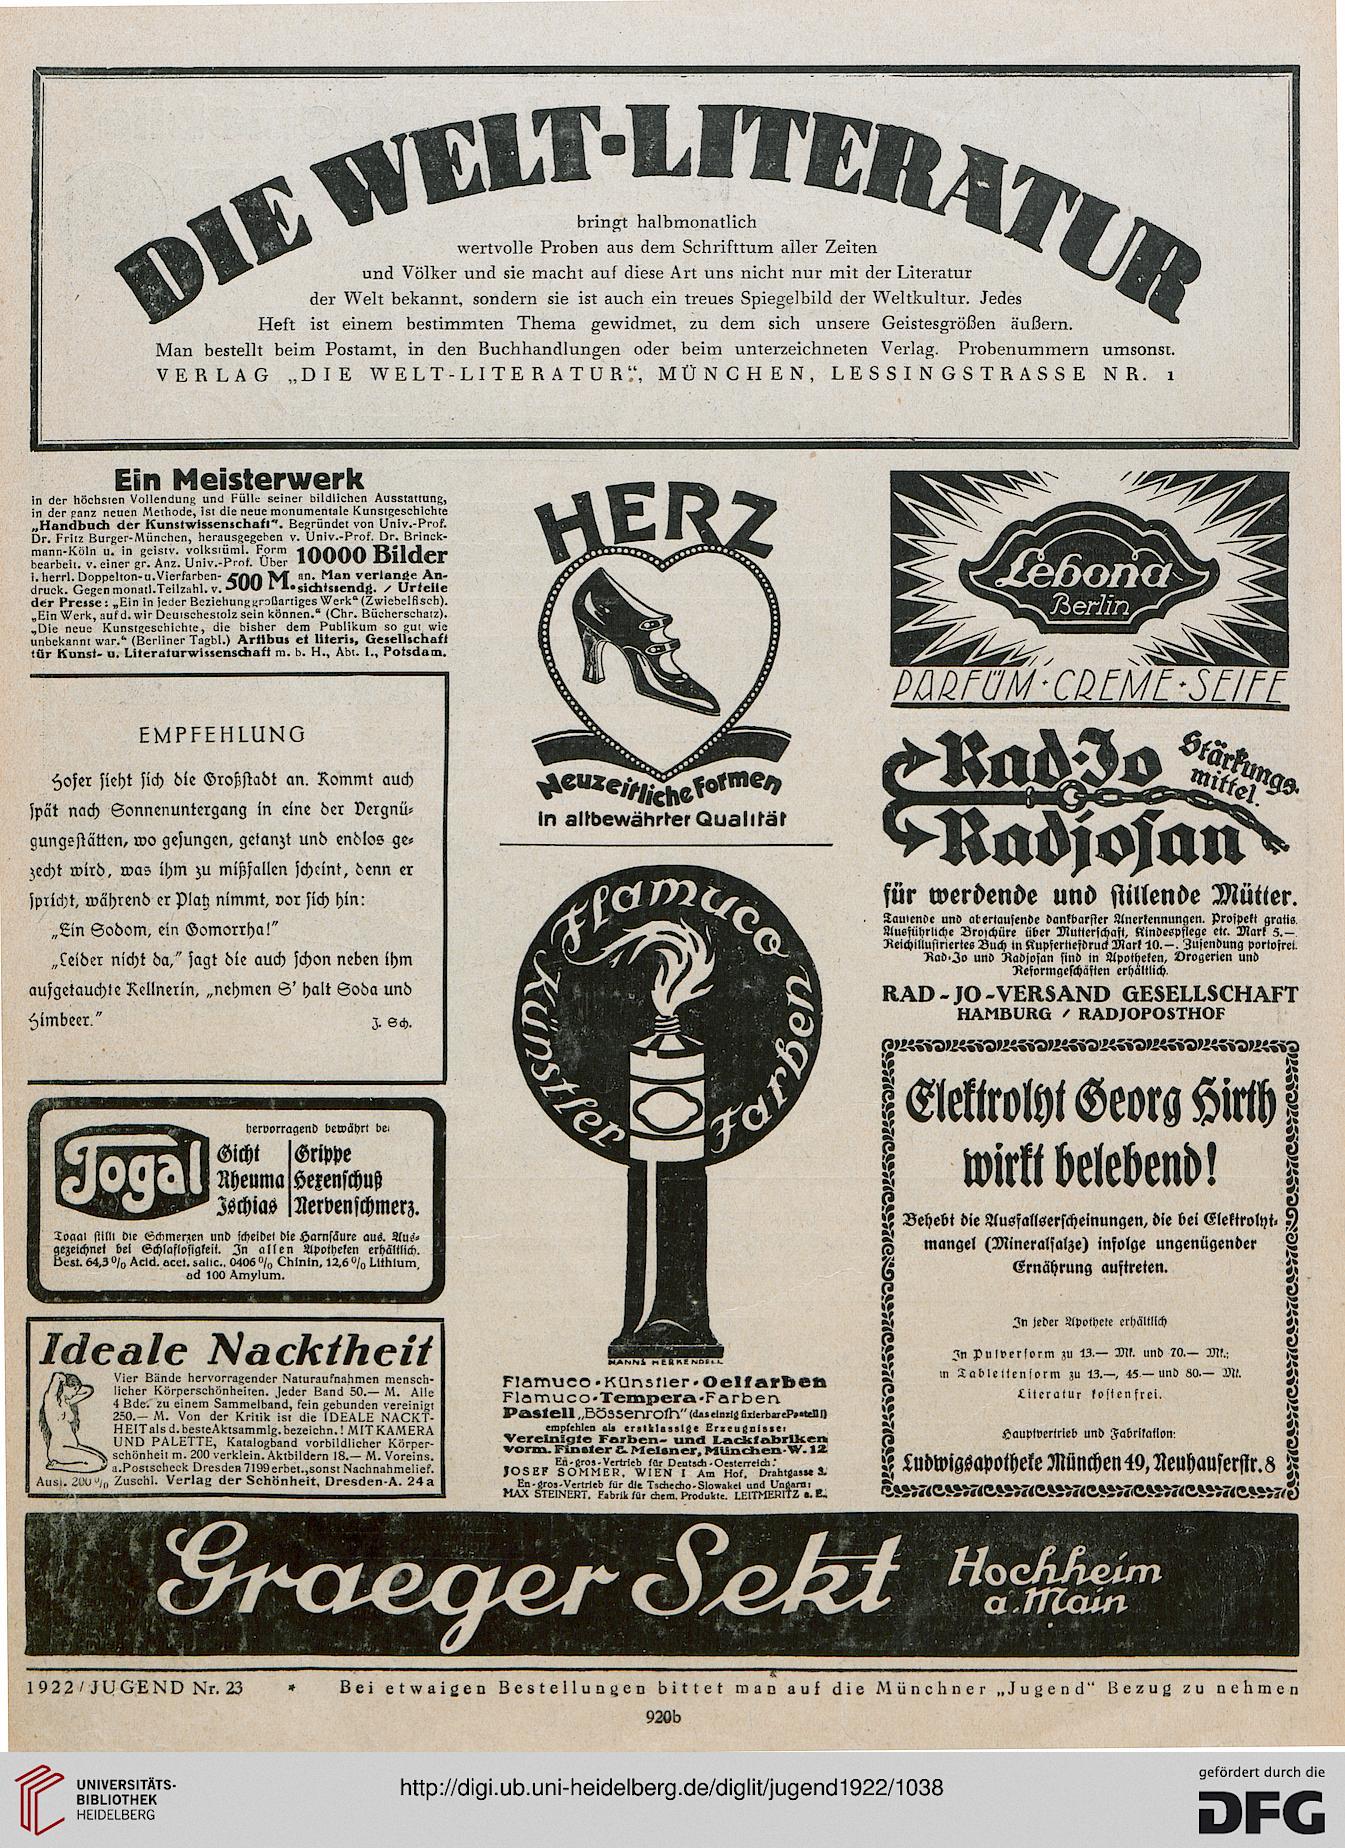 DIE WELT-LITERATUR
bringt halbmonatlich
wertvolle Proben aus dem Schrifttum aller Zeiten
und Völker und sie macht auf diese Art uns nicht nur mit der Literatur
der Welt bekannt, sondern sie ist auch ein treues Spiegelbild der Weltkultur. Jedes
Heft ist einem bestimmten Thema gewidmet, zu dem sich unsere Geistesgrößen äußern.
Man bestellt beim Postamt, in den Buchhandlungen oder beim unterzeichneten Verlag. Probenummern umsonst.
VERLAG „DIE WELT-LITERATUR“, MÜNCHEN, LESSINGSTRASSE NR. 1
Ein Meisterwerk
in der höchsten Vollendung und Fülle seiner bildlichen Ausstattung,
in der ganz neuen Methode, ist die neue monumentale Kunstgeschichte
„Handbuch der Kunstwissenschaft“. Begründet von Univ.-Prof.
Dr. Fritz Burger-München, herausgegeben v. Univ.-Prof. Dr. Brinck-
mann-Köln u. in geistv. volkstüml. Form
bearbeit. v. einer gr. Anz. Univ.-Prof. Über 10000 Bilder
i. herrl. Doppelton-u. Vierfarben-
druck. Gegen monatl. Teilzahl. v. 500 M. an. Man verlange An-
sichtssendg. / Urteile
der Presse: „Ein in jeder Beziehung großartiges Werk“ (Zwiebelfisch).
„Ein Werk, auf d. wir Deutsche stolz sein können.“ (Chr. Bücherschatz).
„Die neue Kunstgeschichte, die bisher dem Publikum so gut wie
unbekannt war.“ (Berliner Tagbl.) Artibus et literis, Gesellschaft
für Kunst- u. Literaturwissenschaft m. b. H., Abt. I., Potsdam.
EMPFEHLUNG
Hofer sieht sich die Großstadt an. Kommt auch
spät nach Sonnenuntergang in eine der Vergnü-
gungsstätten, wo gesungen, getanzt und endlos ge-
zecht wird, was ihm zu mißfallen scheint, denn er
spricht, während er Platz nimmt, vor sich hin:
„Ein Sodom, ein Gomorrha!“
„Leider nicht da,“ sagt die auch schon neben ihm
aufgetauchte Kellnerin, „nehmen S' halt Soda und
Himbeer.“
J. Sch.
Togal
hervorragend bewährt bei
Gicht Grippe
Rheuma Hexenschuß
Ischias Nervenschmerz.
Togal stillt die Schmerzen und scheidet die Harnsäure aus. Aus-
gezeichnet bei Schlaflosigkeit. In allen Apotheken erhältlich.
Best. 64,3 % Acid. acet. salic., 0406 % Chinin, 12,6 % Lithium,
ad 100 Amylum.
Ideale Nacktheit
Vier Bände hervorragender Naturaufnahmen mensch-
licher Körperschönheiten. Jeder Band 50.— M. Alle
4 Bde. zu einem Sammelband, fein gebunden vereinigt
250.— M. Von der Kritik ist die IDEALE NACKT-
HEIT als d. beste Aktsammlg. bezeichn.! MIT KAMERA
UND PALETTE, Katalogband vorbildlicher Körper-
schönheit m. 200 verklein. Aktbildern 18.— M. Voreins.
a. Postscheck Dresden 7199 erbet., sonst Nachnahmelief.
Ausl. 200 % Zuschl. Verlag der Schönheit, Dresden-A. 24 a
HERZ
Neuzeitliche Formen
in altbewährter Qualität
Flamuco
Künstler Farben
HANNS HERKENDELL
Flamuco-Künstler-Oelfarben
Flamuco-Tempera-Farben
Pastell „Bössenroth“ (das einzig fixierbare Pastell)
empfehlen als erstklassige Erzeugnisse:
Vereinigte Farben- und Lackfabriken
vorm. Finster & Meisner, München-W. 12
En-gros-Vertrieb für Deutsch-Oesterreich:
JOSEF SOMMER, WIEN I Am Hof, Drahtgasse 3.
En-gros-Vertrieb für die Tschecho-Slowakei und Ungarn:
MAX STEINERT, Fabrik für chem. Produkte. LEITMERITZ a. E.
Lebona
Berlin
PARFÜM · CREME · SEIFE
Rad-Jo
Stärkungs-
mittel.
Radjosan
für werdende und stillende Mütter.
Tausende und abertausende dankbarster Anerkennungen. Prospekt gratis.
Ausführliche Broschüre über Mutterschaft, Kindespflege etc. Mark 5.—.
Reichillustriertes Buch in Kupfertiefdruck Mark 10.—. Zusendung portofrei.
Rad-Jo und Radjosan sind in Apotheken, Drogerien und
Reformgeschäften erhältlich.
RAD-JO-VERSAND GESELLSCHAFT
HAMBURG / RADJOPOSTHOF
Elektrolyt Georg Hirth
wirkt belebend!
Behebt die Ausfallserscheinungen, die bei Elektrolyt-
mangel (Mineralsalze) infolge ungenügender
Ernährung auftreten.
In jeder Apotheke erhältlich
In Pulverform zu 13.— Mk. und 70.— Mk.;
in Tablettenform zu 13.—, 45.— und 80.— Mk.
Literatur kostenfrei.
Hauptvertrieb und Fabrikation:
Ludwigsapotheke München 49, Neuhauserstr. 8
Graeger Sekt Hochheim
a. Main
1922 / JUGEND Nr. 23 * Bei etwaigen Bestellungen bittet man auf die Münchner „Jugend“ Bezug zu nehmen
920b
UNIVERSITÄTS-
BIBLIOTHEK
HEIDELBERG
http://digi.ub.uni-heidelberg.de/diglit/jugend1922/1038
gefördert durch die
DFG